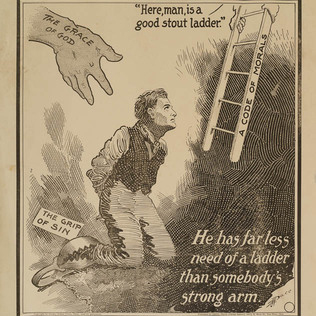 "Here, man, is a
good stout ladder."
THE GRACE
OF GOD
A CODE OF MORALS
THE GRIP
OF SIN
He has far less
need of a ladder
than somebody's
strong arm.